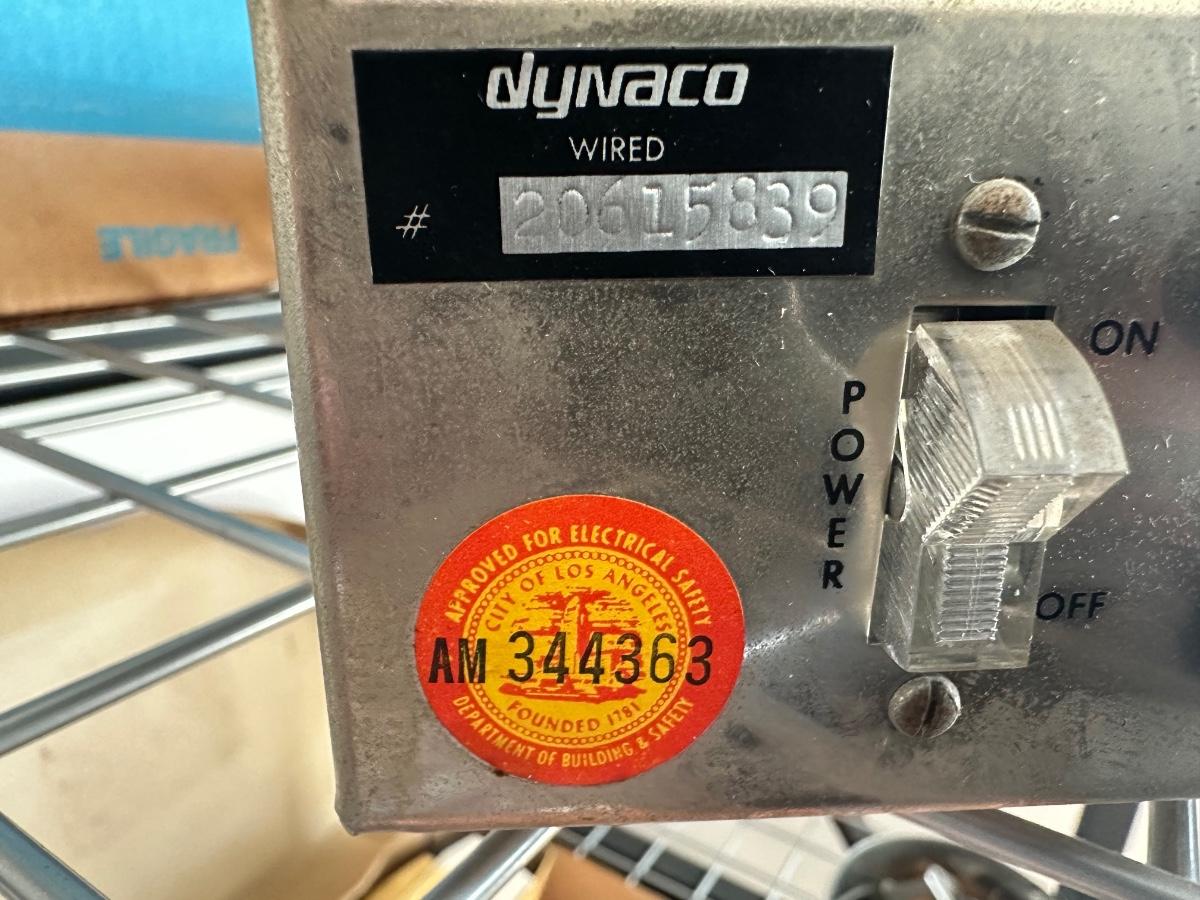 dynaco
WIRED
# 20615839
ON
POWER
OFF
FRAGILE
APPROVED FOR ELECTRICAL SAFETY
CITY OF LOS ANGELES
AM 344363
FOUNDED 1781
DEPARTMENT OF BUILDING & SAFETY